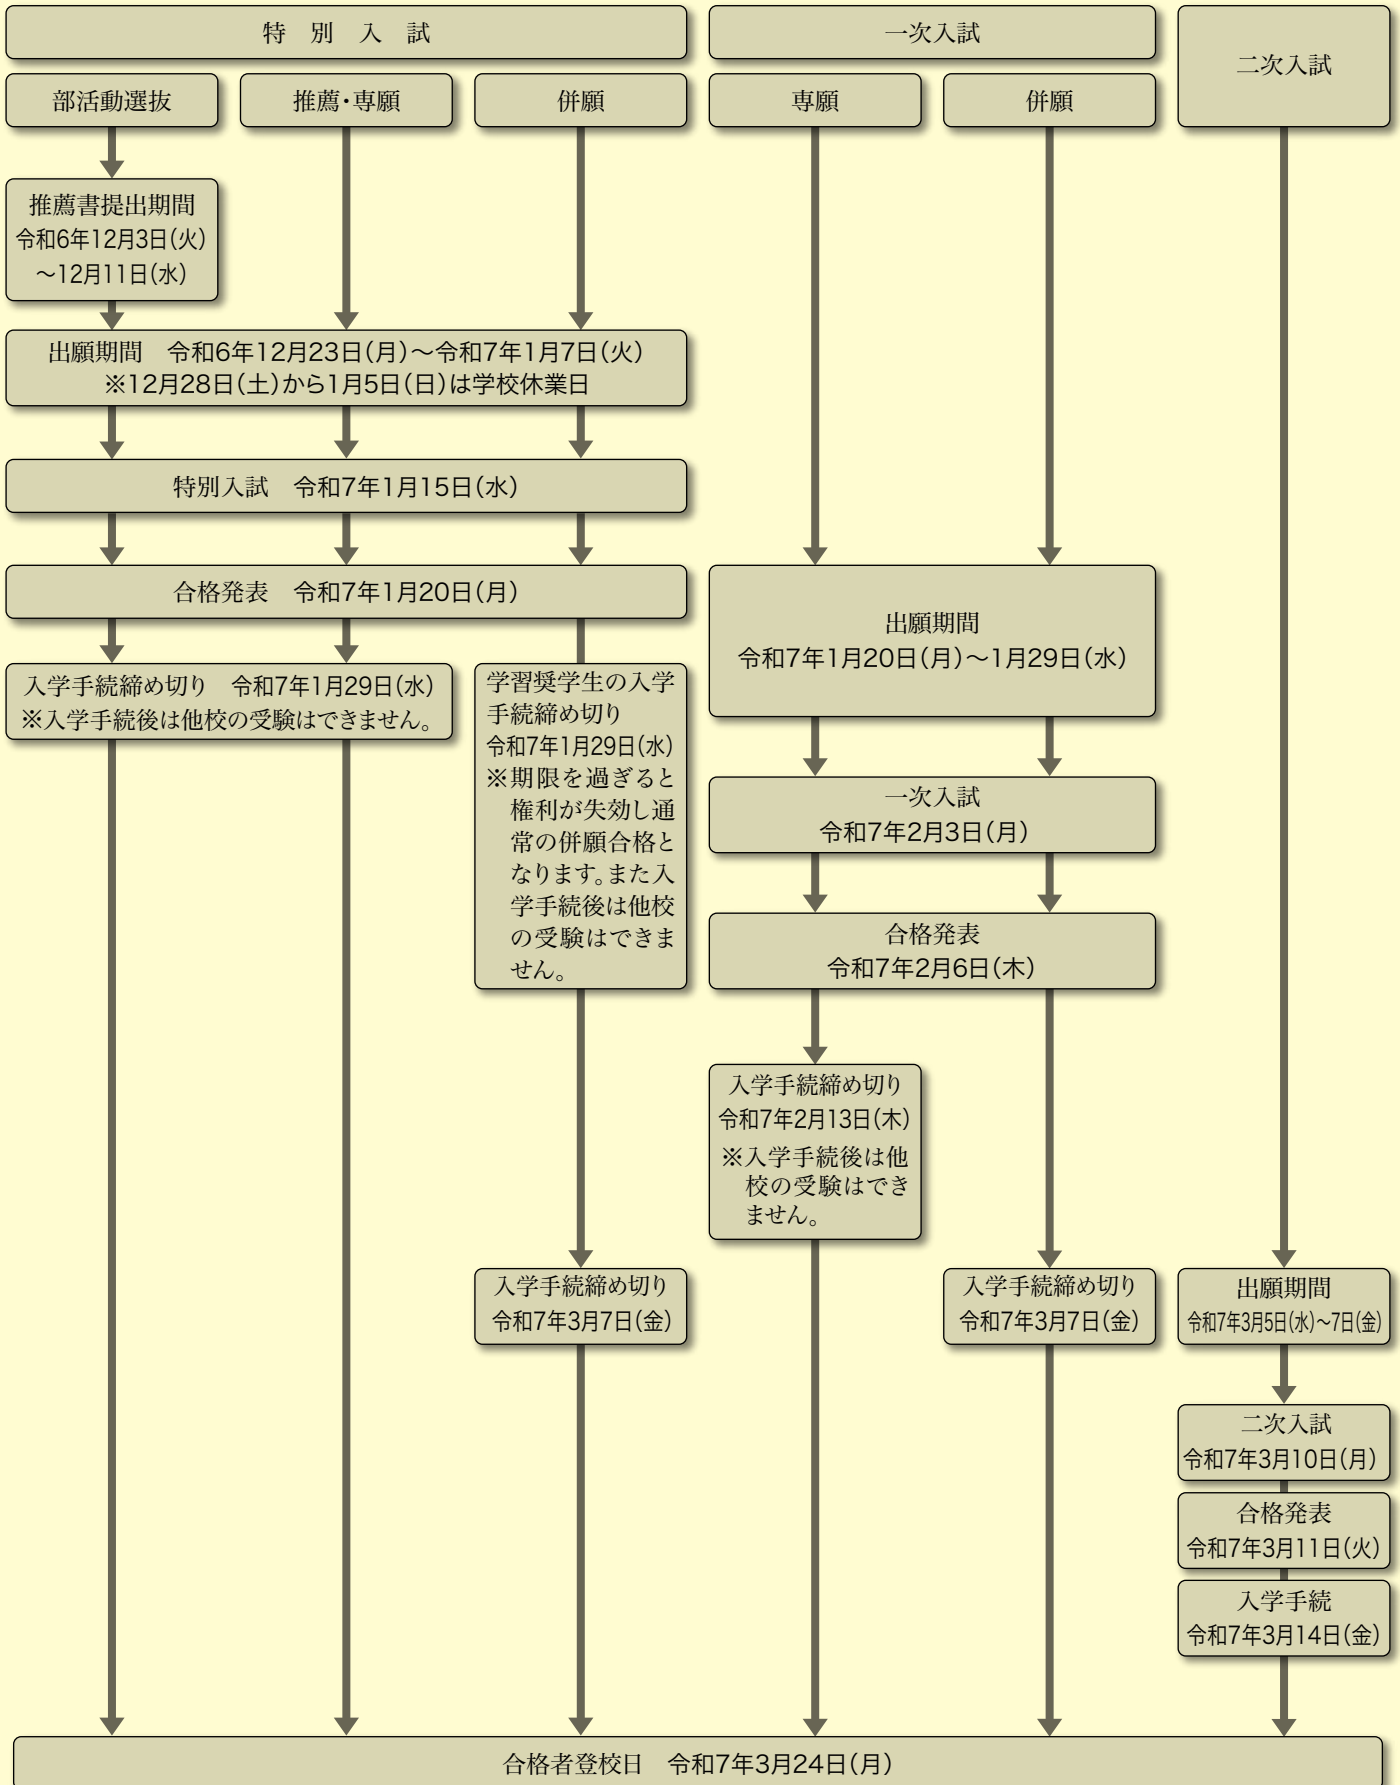 特 別 入 試
部活動選抜
推薦・専願
併願
推薦書提出期間
令和6年12月3日(火)
～12月11日(水)
出願期間　令和6年12月23日(月)～令和7年1月7日(火)
※12月28日(土)から1月5日(日)は学校休業日
特別入試　令和7年1月15日(水)
合格発表　令和7年1月20日(月)
入学手続締め切り　令和7年1月29日(水)
※入学手続後は他校の受験はできません。
学習奨学生の入学
手続締め切り
令和7年1月29日(水)
※期限を過ぎると
権利が失効し通
常の併願合格と
なります。また入
学手続後は他校
の受験はできま
せん。
入学手続締め切り
令和7年3月7日(金)
一次入試
専願
併願
出願期間
令和7年1月20日(月)～1月29日(水)
一次入試
令和7年2月3日(月)
合格発表
令和7年2月6日(木)
入学手続締め切り
令和7年2月13日(木)
※入学手続後は他
校の受験はでき
ません。
入学手続締め切り
令和7年3月7日(金)
二次入試
出願期間
令和7年3月5日(水)～7日(金)
二次入試
令和7年3月10日(月)
合格発表
令和7年3月11日(火)
入学手続
令和7年3月14日(金)
合格者登校日　令和7年3月24日(月)